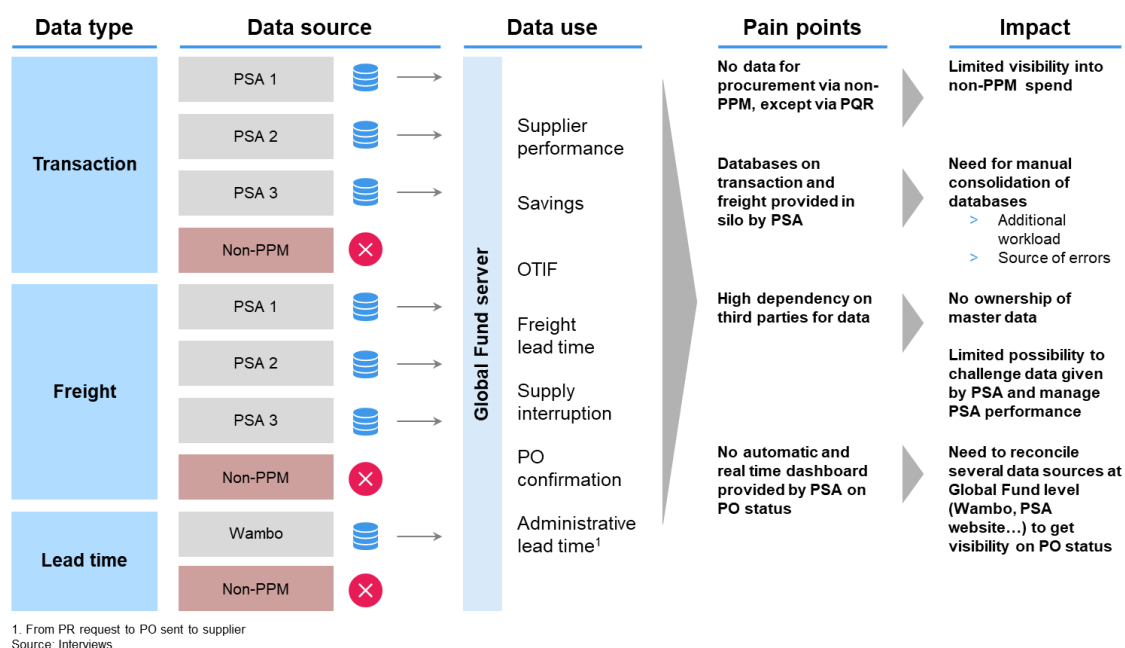 Data type
Data source
Data use
Pain points
Impact
Transaction
PSA 1
PSA 2
PSA 3
Non-PPM
Freight
PSA 1
PSA 2
PSA 3
Non-PPM
Lead time
Wambo
Non-PPM
Global Fund server
Supplier
performance
Savings
OTIF
Freight
lead time
Supply
interruption
PO
confirmation
Administrative
lead time1
No data for
procurement via non-
PPM, except via PQR
Limited visibility into
non-PPM spend
Databases on
transaction and
freight provided in
silo by PSA
Need for manual
consolidation of
databases
> Additional
workload
> Source of errors
High dependency on
third parties for data
No ownership of
master data
Limited possibility to
challenge data given
by PSA and manage
PSA performance
No automatic and
real time dashboard
provided by PSA on
PO status
Need to reconcile
several data sources at
Global Fund level
(Wambo, PSA
website…) to get
visibility on PO status
1. From PR request to PO sent to supplier
Source: Interviews